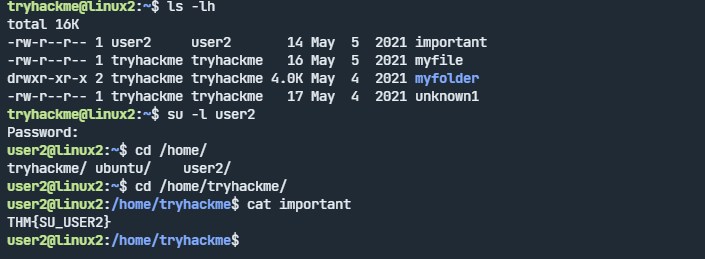 tryhackme@linux2:~$ ls -lh
total 16K
-rw-r--r-- 1 user2     user2       14 May  5  2021 important
-rw-r--r-- 1 tryhackme tryhackme   16 May  5  2021 myfile
drwxr-xr-x 2 tryhackme tryhackme 4.0K May  4  2021 myfolder
-rw-r--r-- 1 tryhackme tryhackme   17 May  4  2021 unknown1
tryhackme@linux2:~$ su -l user2
Password:
user2@linux2:~$ cd /home/
tryhackme/ ubuntu/    user2/
user2@linux2:~$ cd /home/tryhackme/
user2@linux2:/home/tryhackme$ cat important
THM{SU_USER2}
user2@linux2:/home/tryhackme$